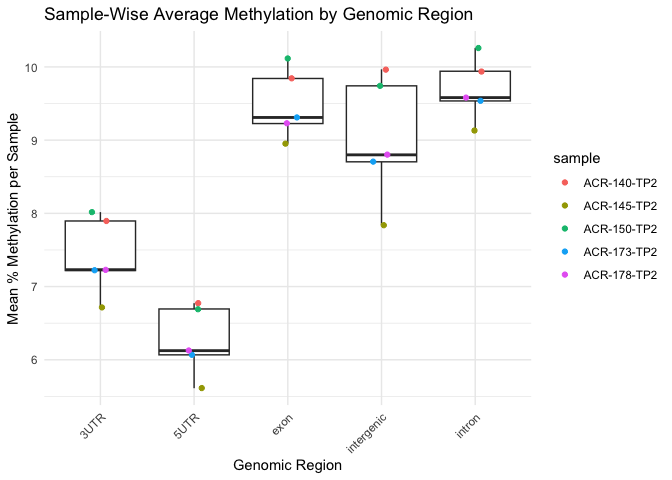 Sample-Wise Average Methylation by Genomic Region
Mean % Methylation per Sample
10
9
8
7
6
3UTR
5UTR
exon
intergenic
intron
Genomic Region
sample
ACR-140-TP2
ACR-145-TP2
ACR-150-TP2
ACR-173-TP2
ACR-178-TP2